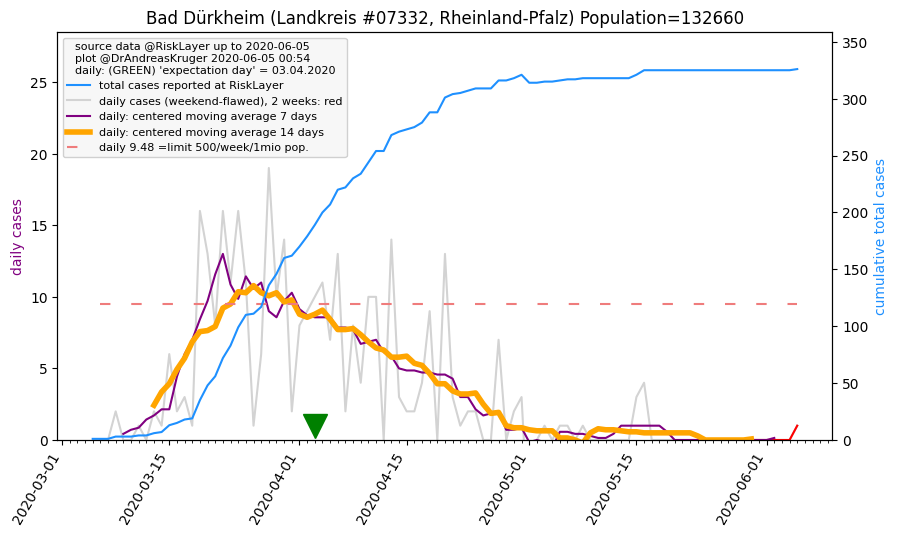 Bad Dürkheim (Landkreis #07332, Rheinland-Pfalz) Population=132660
source data @RiskLayer up to 2020-06-05
plot @DrAndreasKruger 2020-06-05 00:54
daily: (GREEN) 'expectation day' = 03.04.2020
total cases reported at RiskLayer
daily cases (weekend-flawed), 2 weeks: red
daily: centered moving average 7 days
daily: centered moving average 14 days
daily 9.48 =limit 500/week/1mio pop.
daily cases
0
5
10
15
20
25
cumulative total cases
0
50
100
150
200
250
300
350
2020-03-01
2020-03-15
2020-04-01
2020-04-15
2020-05-01
2020-05-15
2020-06-01